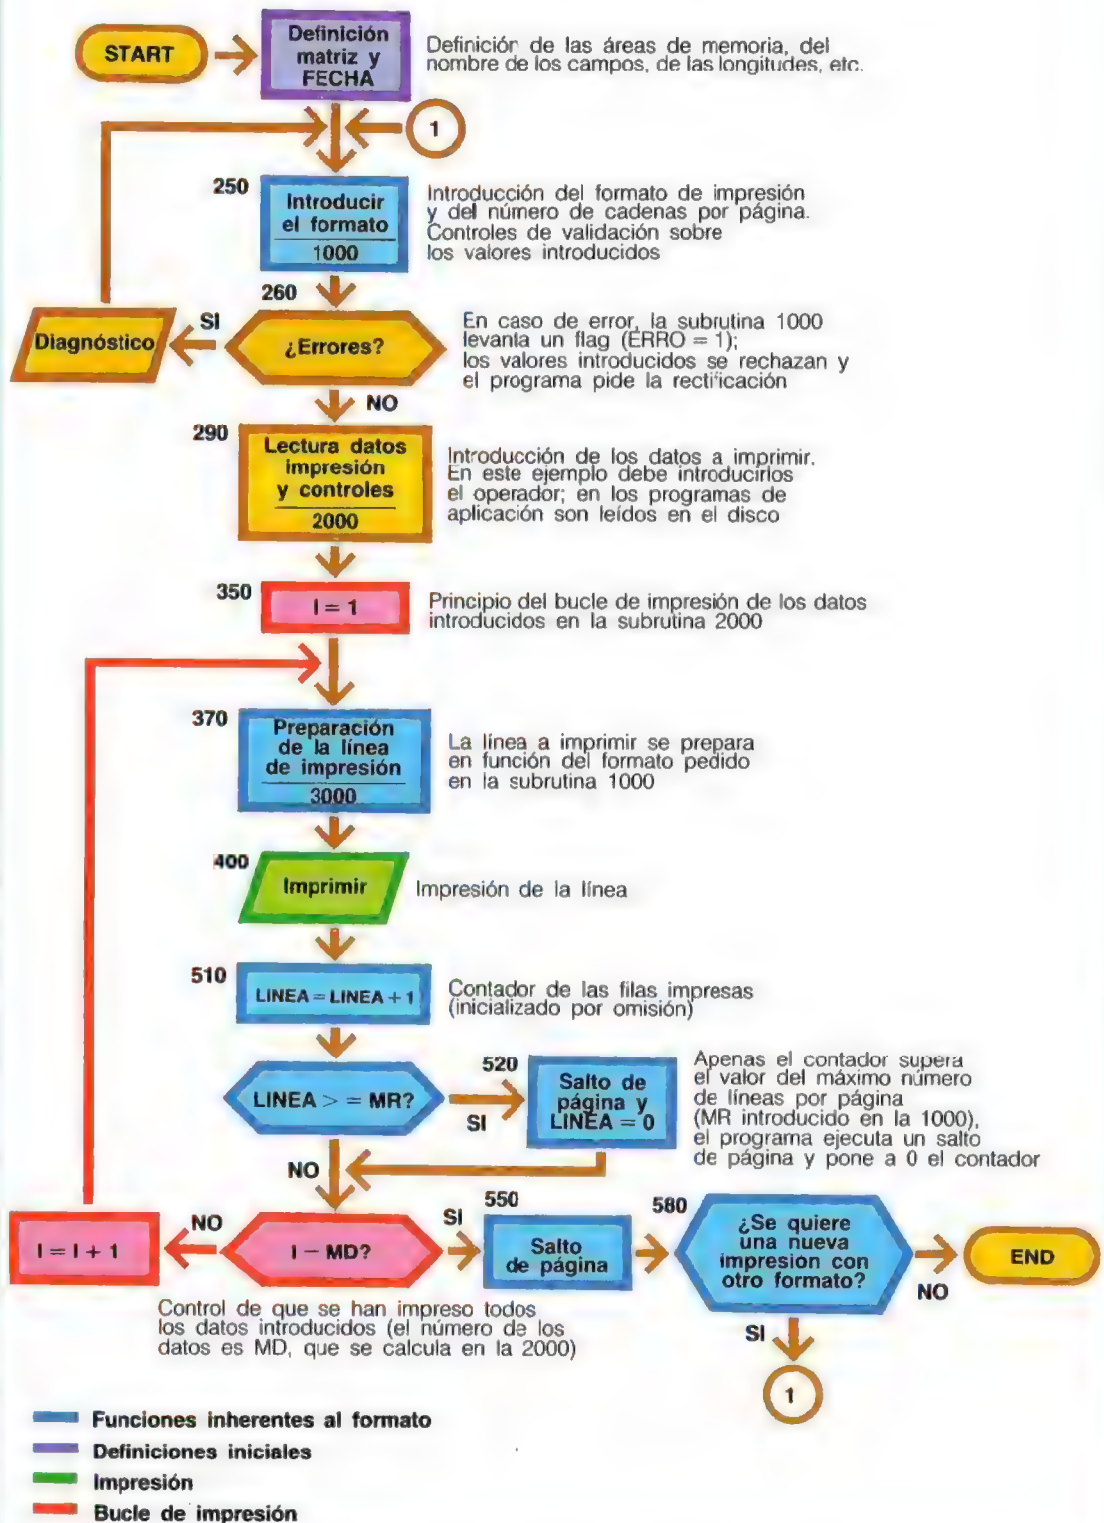 START
Definición
matriz y
FECHA
Definición de las áreas de memoria, del
nombre de los campos, de las longitudes, etc.
1
250
Introducir
el formato
1000
Introducción del formato de impresión
y del número de cadenas por página.
Controles de validación sobre
los valores introducidos
260
Diagnóstico
SI
¿Errores?
En caso de error, la subrutina 1000
levanta un flag (ERRO = 1);
los valores introducidos se rechazan y
el programa pide la rectificación
NO
290
Lectura datos
impresión
y controles
2000
Introducción de los datos a imprimir.
En este ejemplo debe introducirlos
el operador; en los programas de
aplicación son leídos en el disco
350
I = 1
Principio del bucle de impresión de los datos
introducidos en la subrutina 2000
370
Preparación
de la línea
de impresión
3000
La línea a imprimir se prepara
en función del formato pedido
en la subrutina 1000
400
Imprimir
Impresión de la línea
510
LINEA = LINEA + 1
Contador de las filas impresas
(inicializado por omisión)
LINEA > = MR?
SI
520
Salto de
página y
LINEA = 0
Apenas el contador supera
el valor del máximo número
de líneas por página
(MR introducido en la 1000),
el programa ejecuta un salto
de página y pone a 0 el contador
NO
I = I + 1
NO
I – MD?
SI
550
Salto
de página
580
¿Se quiere
una nueva
impresión con
otro formato?
NO
END
Control de que se han impreso todos
los datos introducidos (el número de los
datos es MD, que se calcula en la 2000)
SI
1
Funciones inherentes al formato
Definiciones iniciales
Impresión
Bucle de impresión